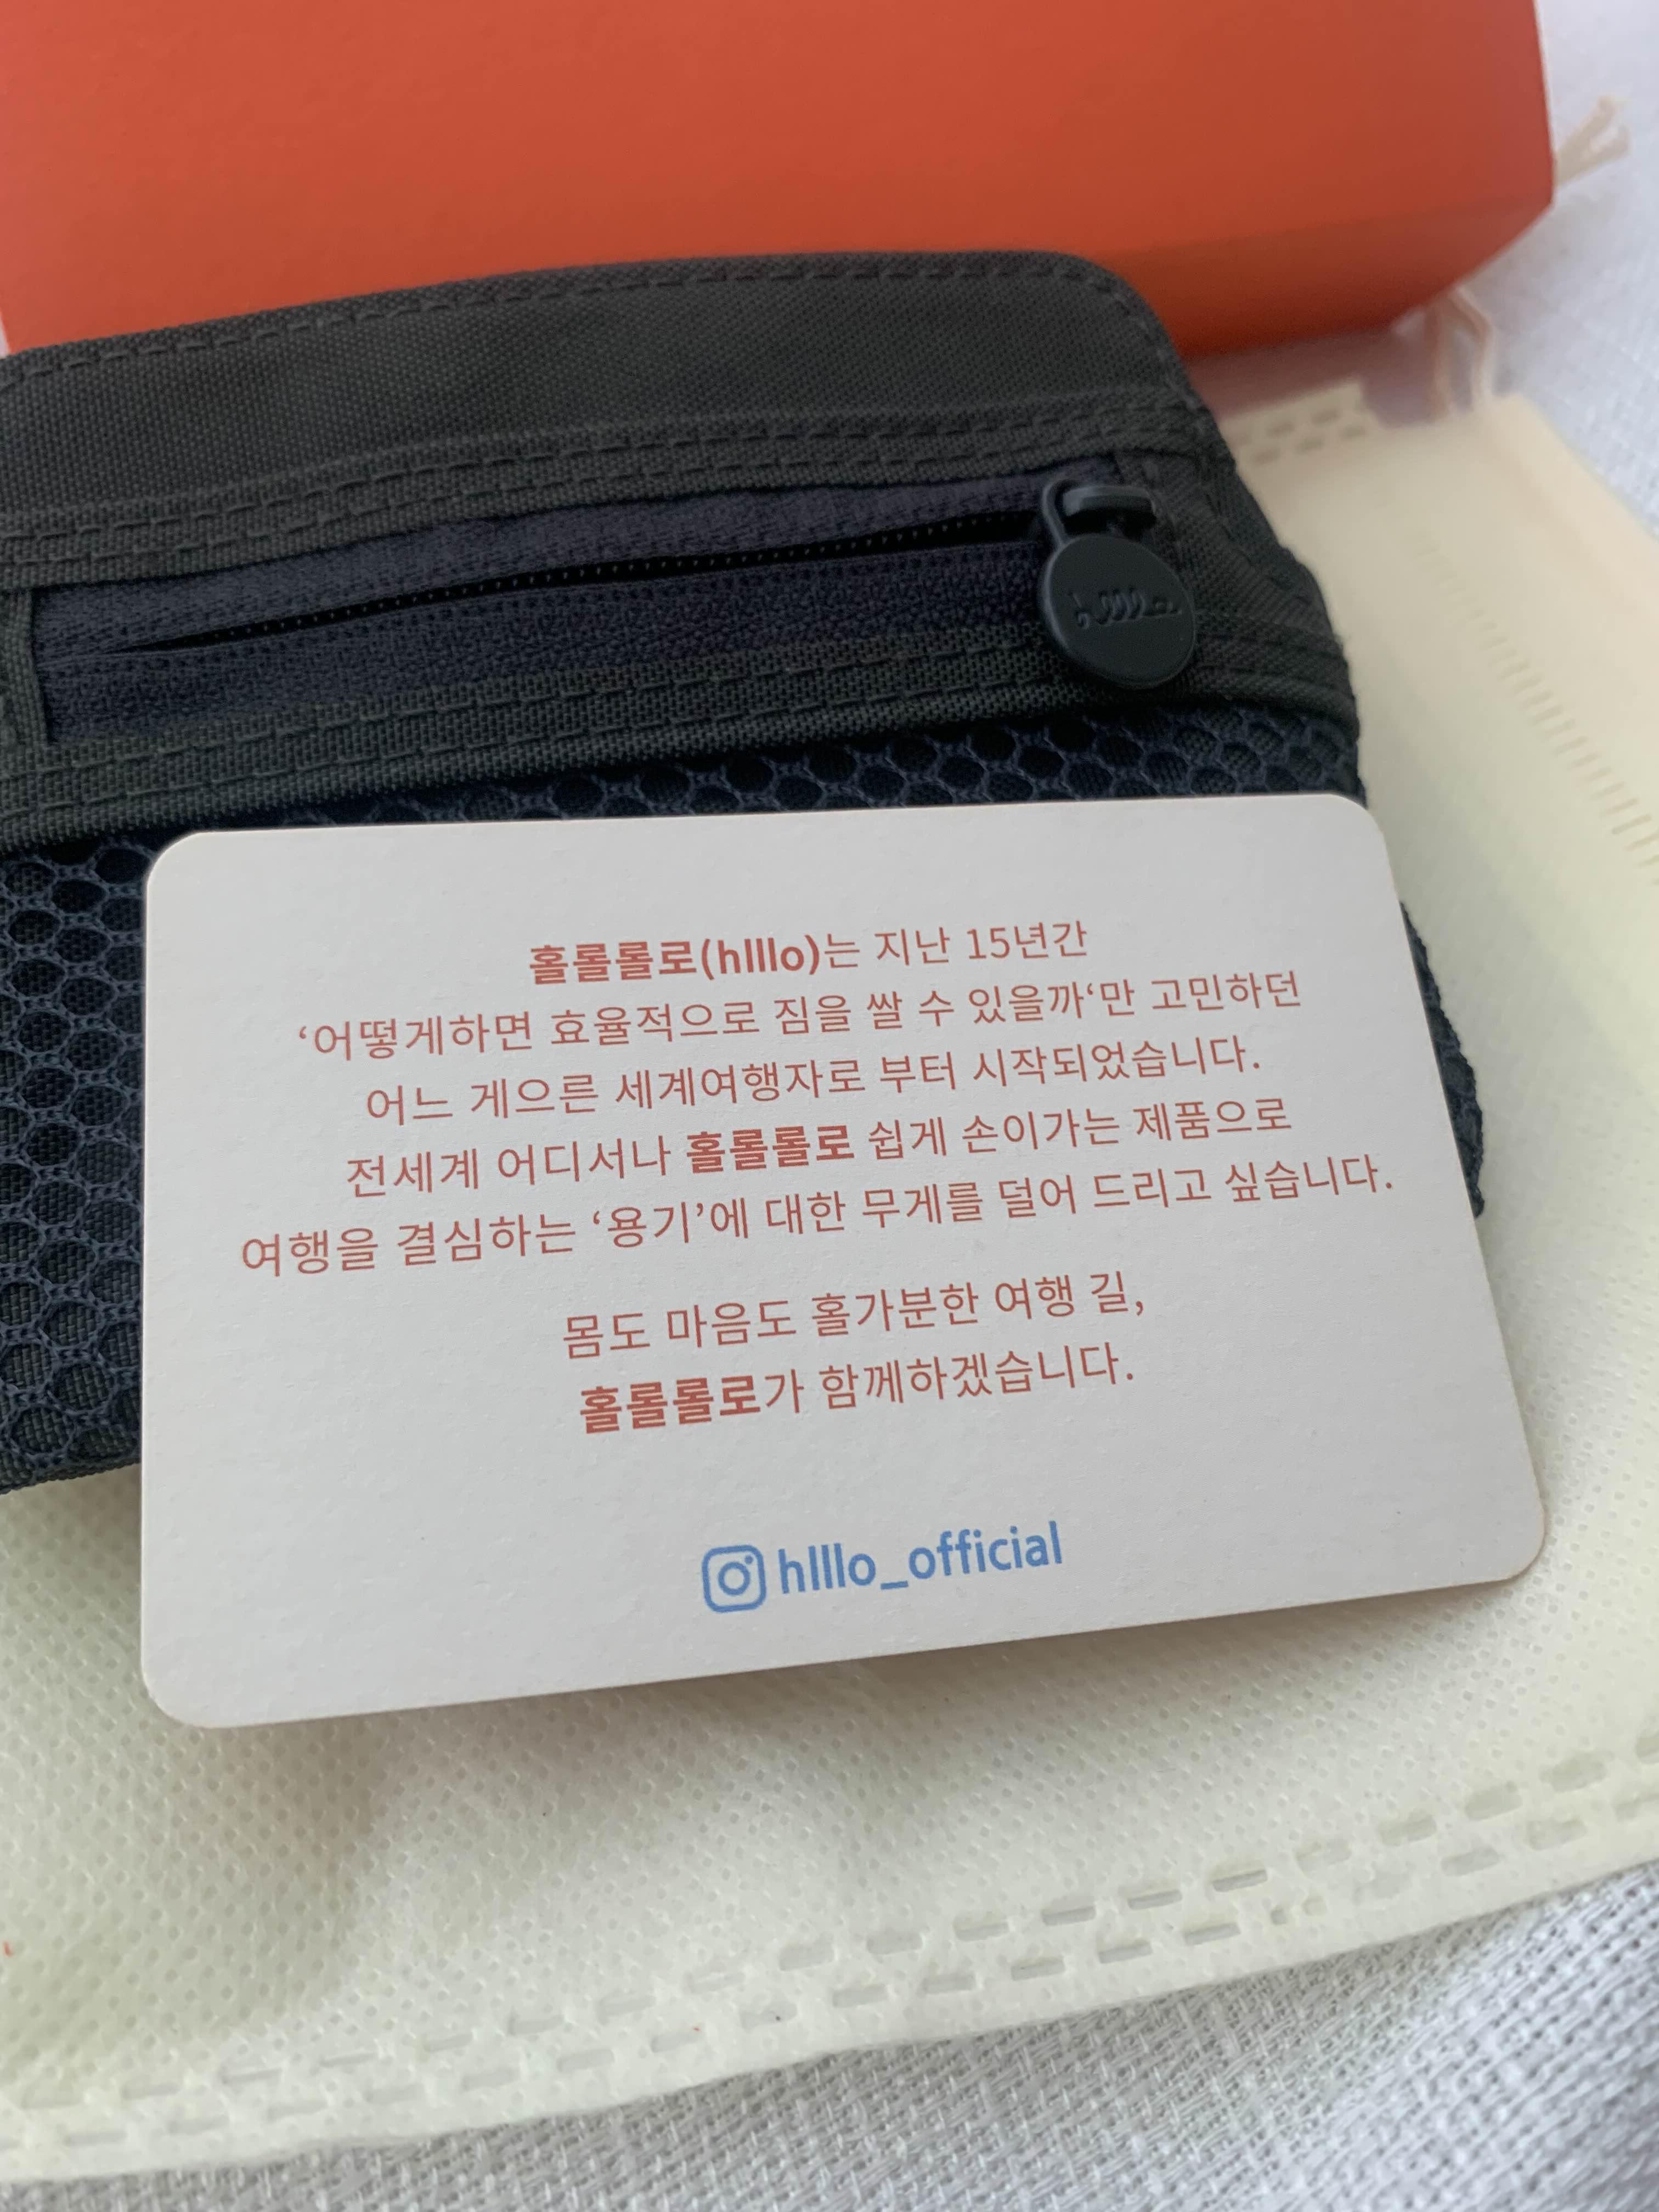 hlllo
홀롤롤로(hlllo)는 지난 15년간
‘어떻게하면 효율적으로 짐을 쌀 수 있을까‘만 고민하던
어느 게으른 세계여행자로 부터 시작되었습니다.
전세계 어디서나 홀롤롤로 쉽게 손이가는 제품으로
여행을 결심하는 ‘용기’에 대한 무게를 덜어 드리고 싶습니다.
몸도 마음도 홀가분한 여행 길,
홀롤롤로가 함께하겠습니다.
hlllo_official